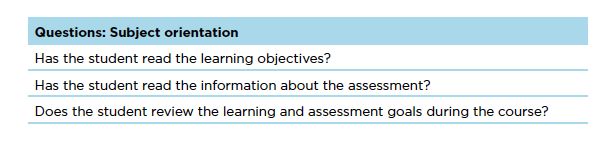 Questions: Subject orientation
Has the student read the learning objectives?
Has the student read the information about the assessment?
Does the student review the learning and assessment goals during the course?